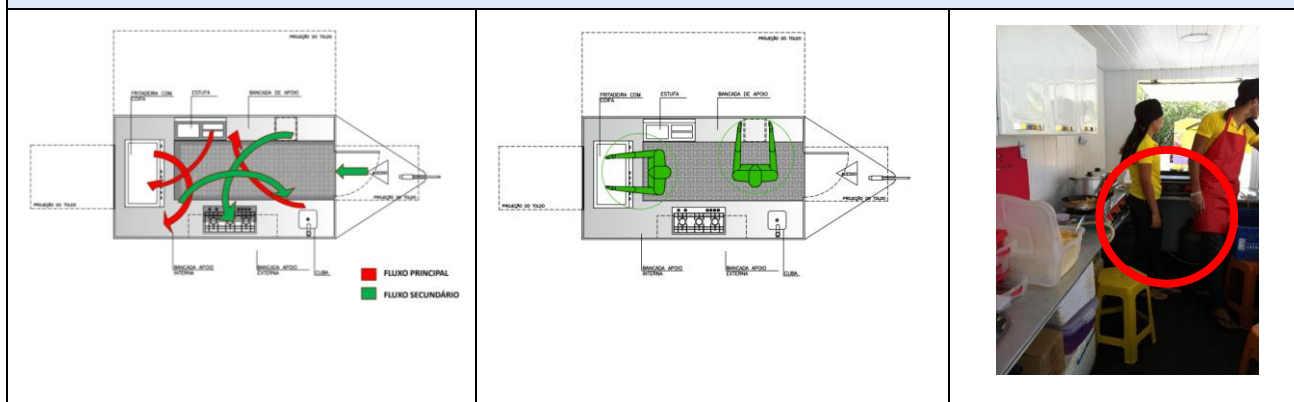 PROJEÇÃO DO TOLDO
FRITADEIRA COM
COIFA
ESTUFA
BANCADA DE APOIO
ACESSO
PROJEÇÃO DO TOLDO
PROJEÇÃO DO TOLDO
BANCADA APOIO
INTERNA
BANCADA APOIO
EXTERNA
CUBA
FLUXO PRINCIPAL
FLUXO SECUNDÁRIO
PROJEÇÃO DO TOLDO
FRITADEIRA COM
COIFA
ESTUFA
BANCADA DE APOIO
ACESSO
PROJEÇÃO DO TOLDO
PROJEÇÃO DO TOLDO
BANCADA APOIO
INTERNA
BANCADA APOIO
EXTERNA
CUBA